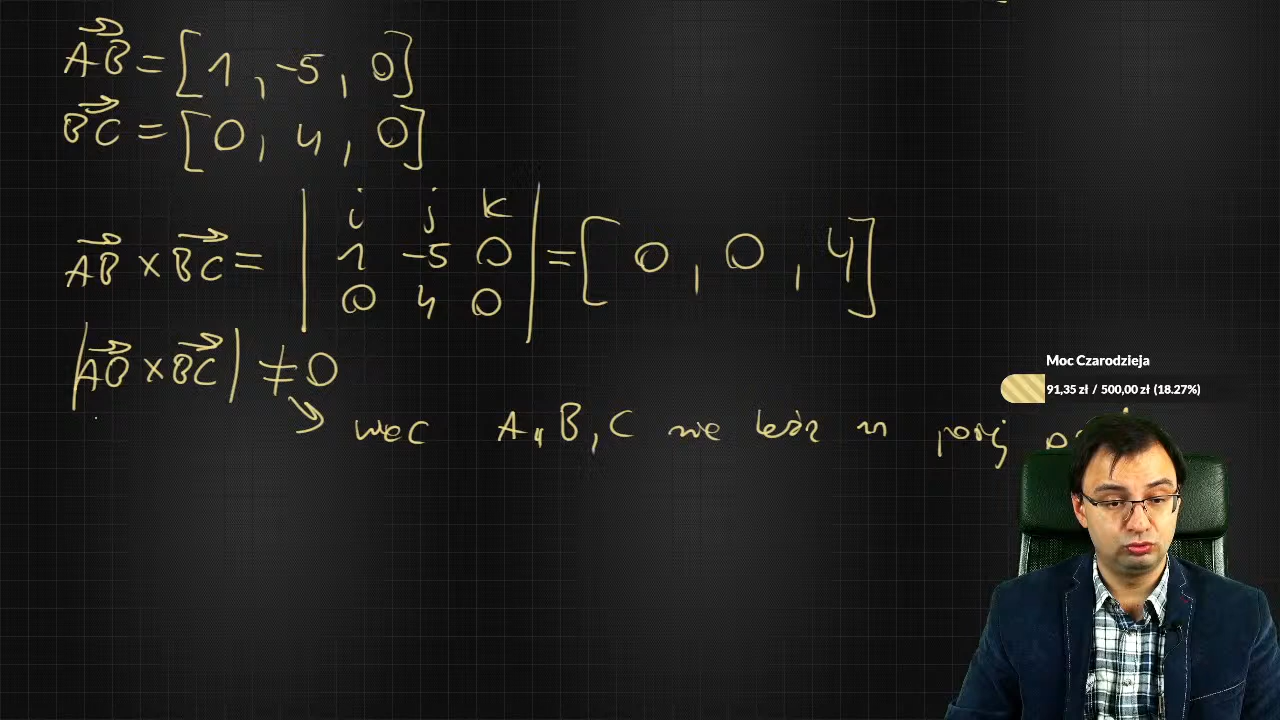 AB = [1, -5, 0]
BC = [0, 4, 0]
i j k
AB × BC = | 1 -5 0 | = [0, 0, 4]
0 4 0
|AB × BC| ≠ 0
Moc Czarodzieja
91,35 zł / 500,00 zł (18.27%)
więc A, B, C nie leżą